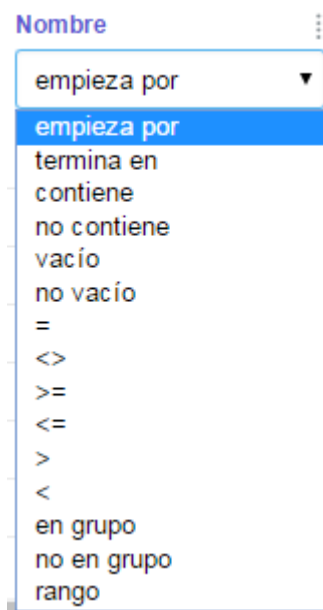 Nombre
empieza por
empieza por
termina en
contiene
no contiene
vacío
no vacío
=
<>
>=
<=
>
<
en grupo
no en grupo
rango